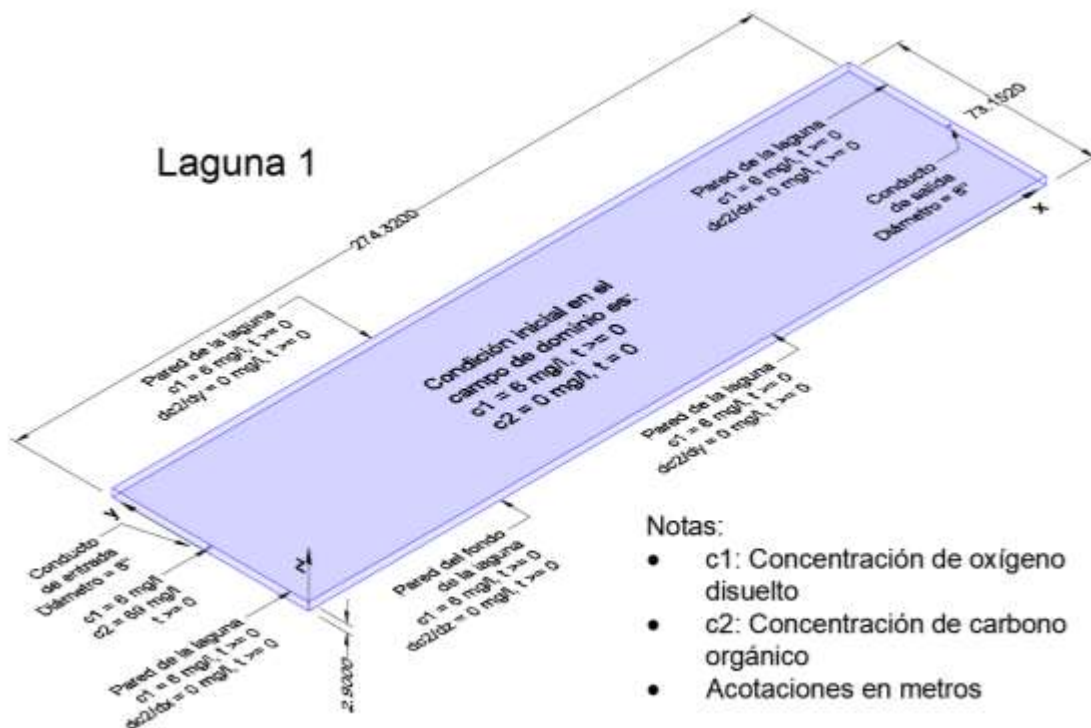 Laguna 1
274.3200
73.1520
Pared de la laguna
c1 = 6 mg/l, t >= 0
dc2/dx = 0 mg/l, t >= 0
Conducto
de salida
Diámetro = 8"
x
Condición inicial en el
campo de dominio es:
c1 = 6 mg/l, t >= 0
c2 = 0 mg/l, t = 0
Pared de la laguna
c1 = 6 mg/l, t >= 0
dc2/dy = 0 mg/l, t >= 0
Pared de la laguna
c1 = 6 mg/l, t >= 0
dc2/dy = 0 mg/l, t >= 0
y
z
Conducto
de entrada
Diámetro = 8"
c1 = 6 mg/l
c2 = 69 mg/l
t >= 0
Pared del fondo
de la laguna
c1 = 6 mg/l, t >= 0
dc2/dz = 0 mg/l, t >= 0
Pared de la laguna
c1 = 6 mg/l, t >= 0
dc2/dx = 0 mg/l, t >= 0
2.9000
Notas:
• c1: Concentración de oxígeno
disuelto
• c2: Concentración de carbono
orgánico
• Acotaciones en metros